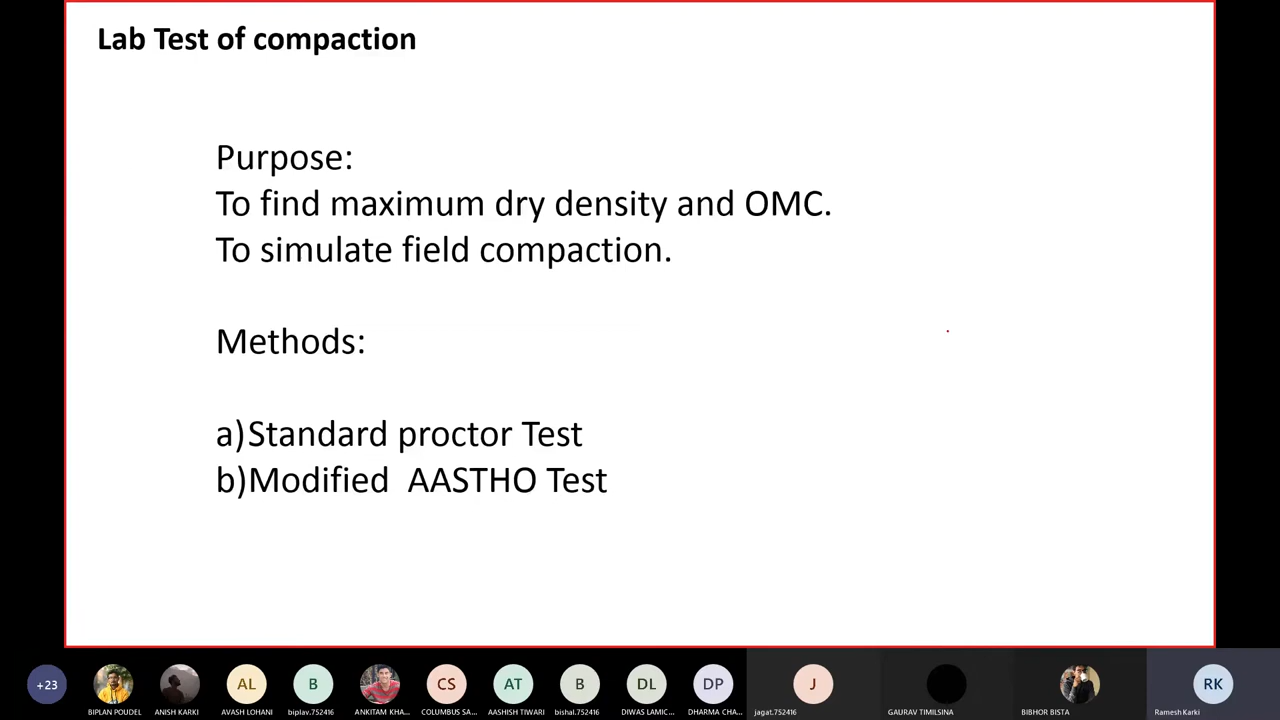 Lab Test of compaction
Purpose:
To find maximum dry density and OMC.
To simulate field compaction.
Methods:
a)Standard proctor Test
b)Modified AASTHO Test
+23
AL
B
CS
AT
B
DL
DP
J
RK
BIPLAN POUDEL
ANISH KARKI
AVASH LOHANI
biplav.752416
ANKITAM KHA...
COLUMBUS SA...
AASHISH TIWARI
bishal.752416
DIWAS LAMIC...
DHARMA CHA...
jagat.752416
GAURAV TIMILSINA
BIBHOR BISTA
Ramesh Karki